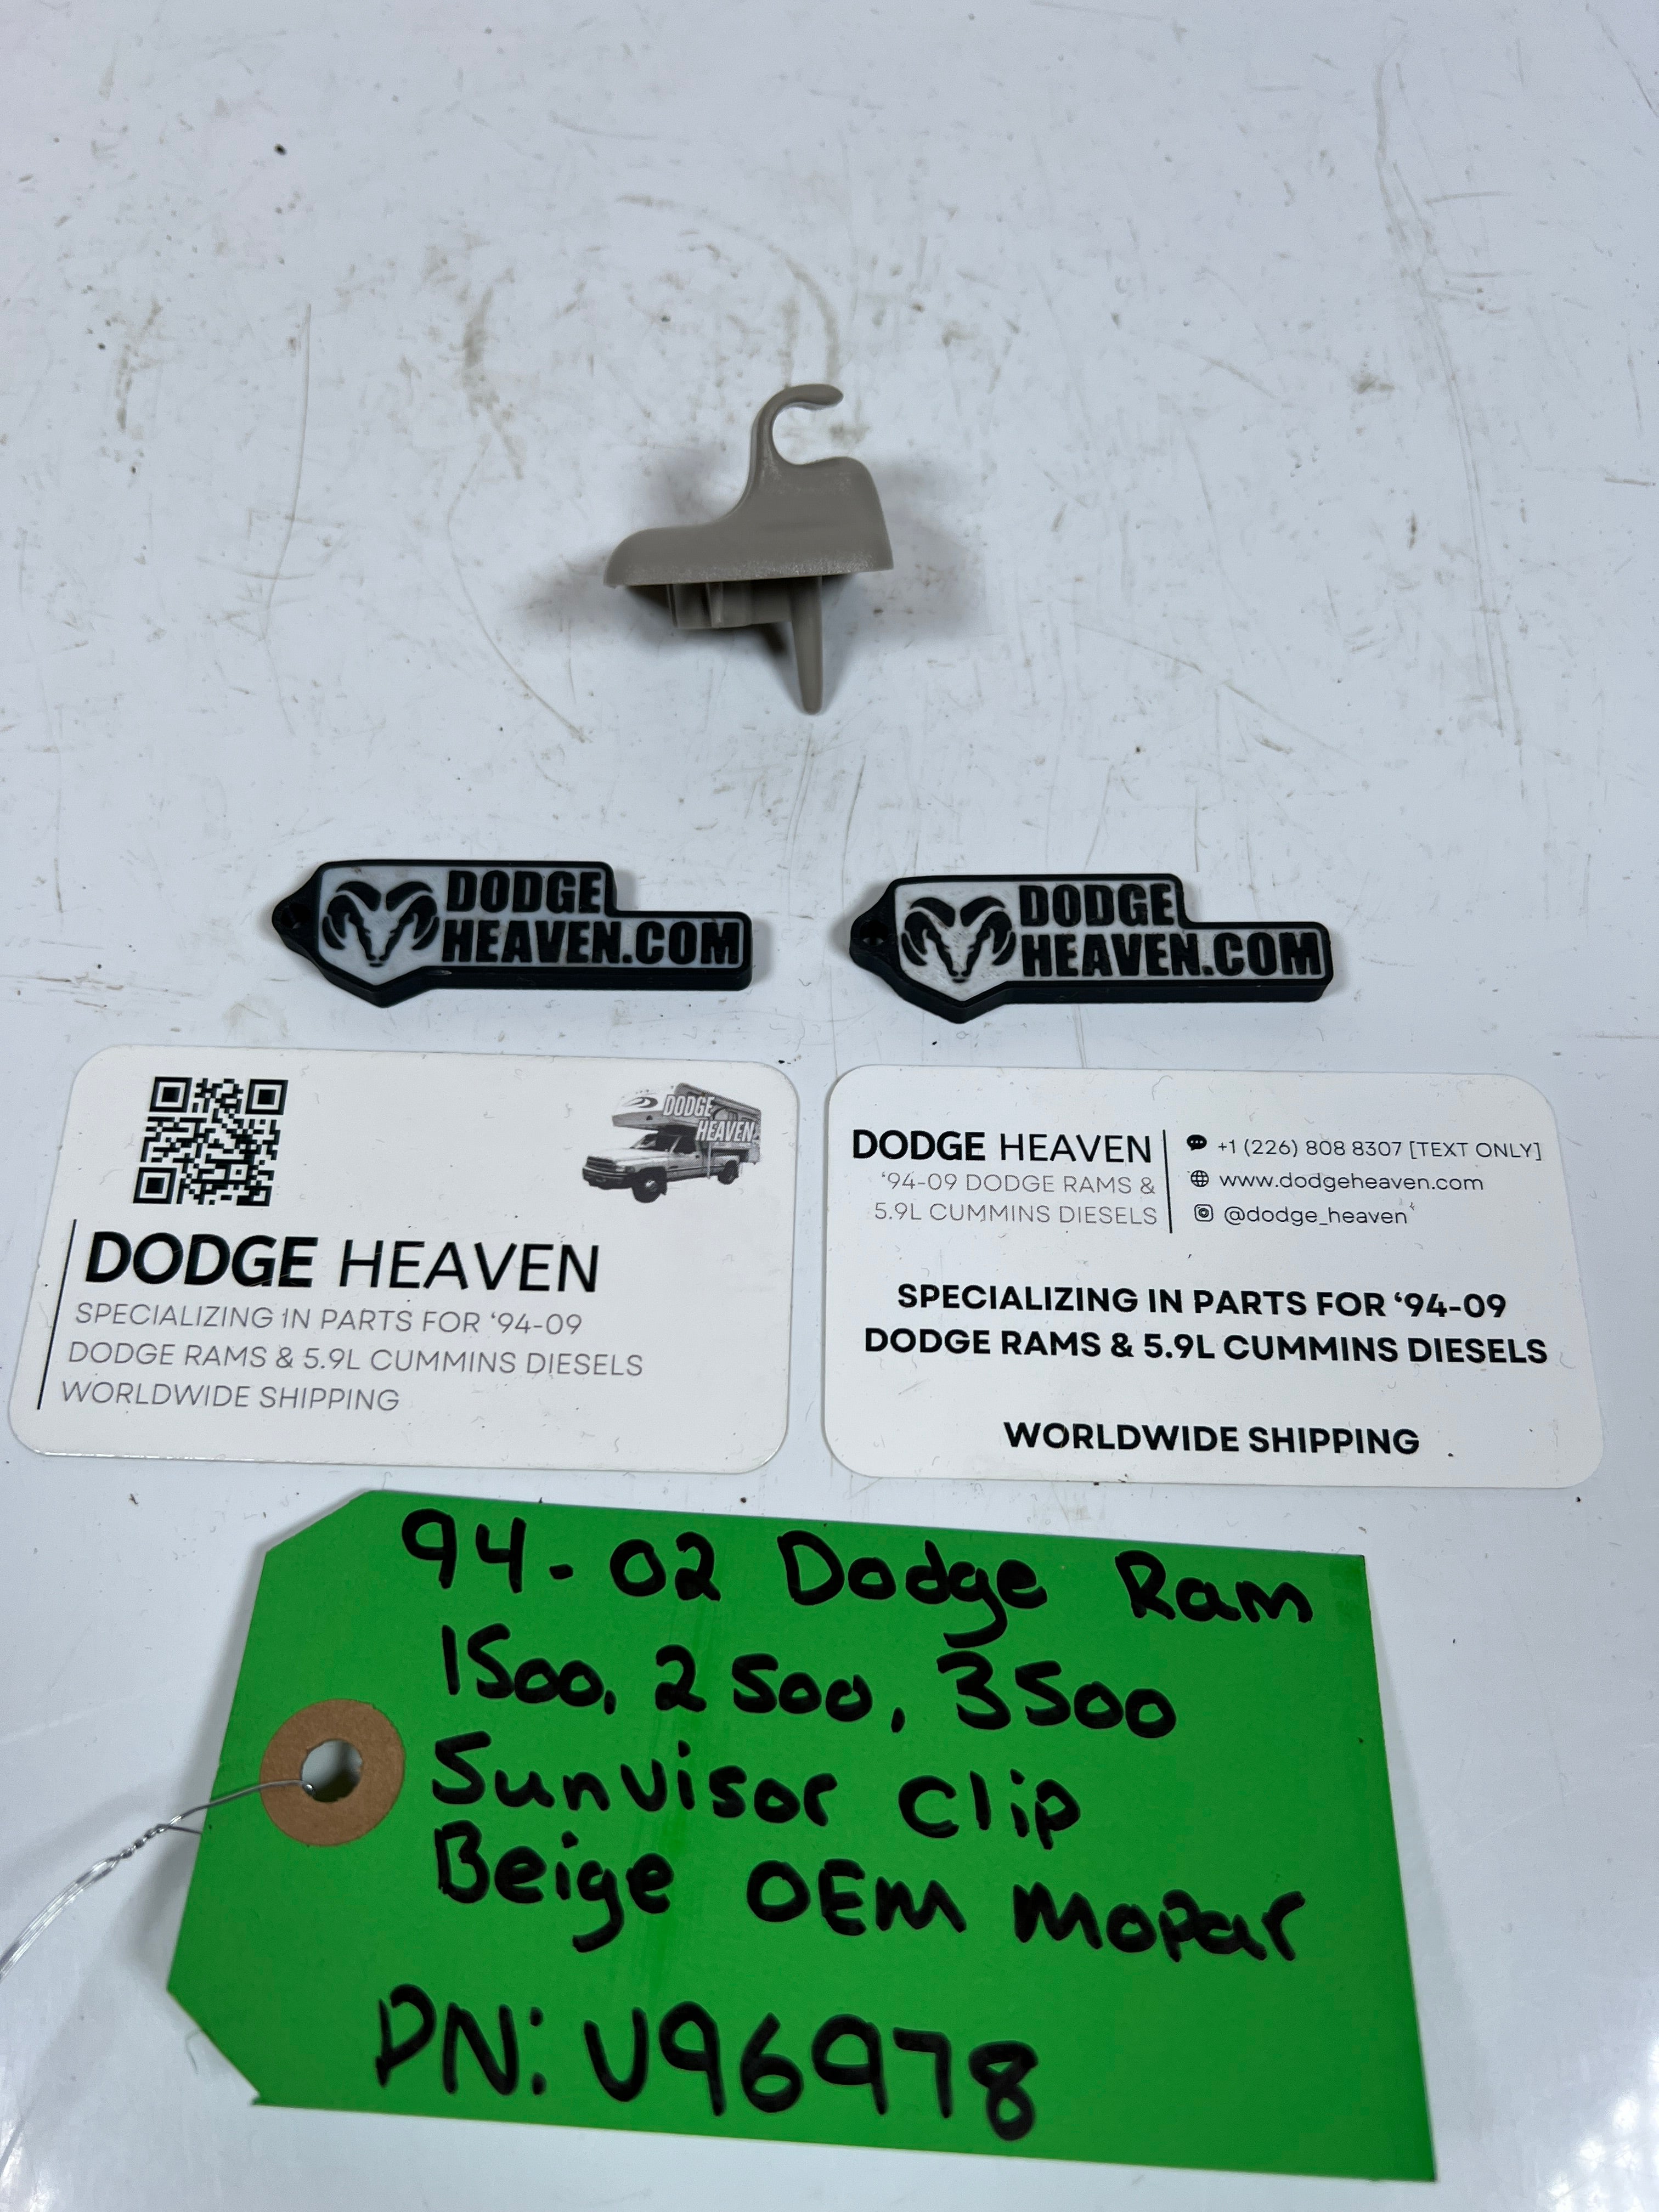 DODGE
HEAVEN.COM
DODGE
HEAVEN.COM
DODGE
HEAVEN
DODGE HEAVEN
SPECIALIZING IN PARTS FOR ‘94-09
DODGE RAMS & 5.9L CUMMINS DIESELS
WORLDWIDE SHIPPING
DODGE HEAVEN
‘94-09 DODGE RAMS &
5.9L CUMMINS DIESELS
+1 (226) 808 8307 [TEXT ONLY]
www.dodgeheaven.com
@dodge_heaven
SPECIALIZING IN PARTS FOR ‘94-09
DODGE RAMS & 5.9L CUMMINS DIESELS
WORLDWIDE SHIPPING
94-02 Dodge Ram
1500, 2500, 3500
Sunvisor Clip
Beige OEM Mopar
PN: U96978